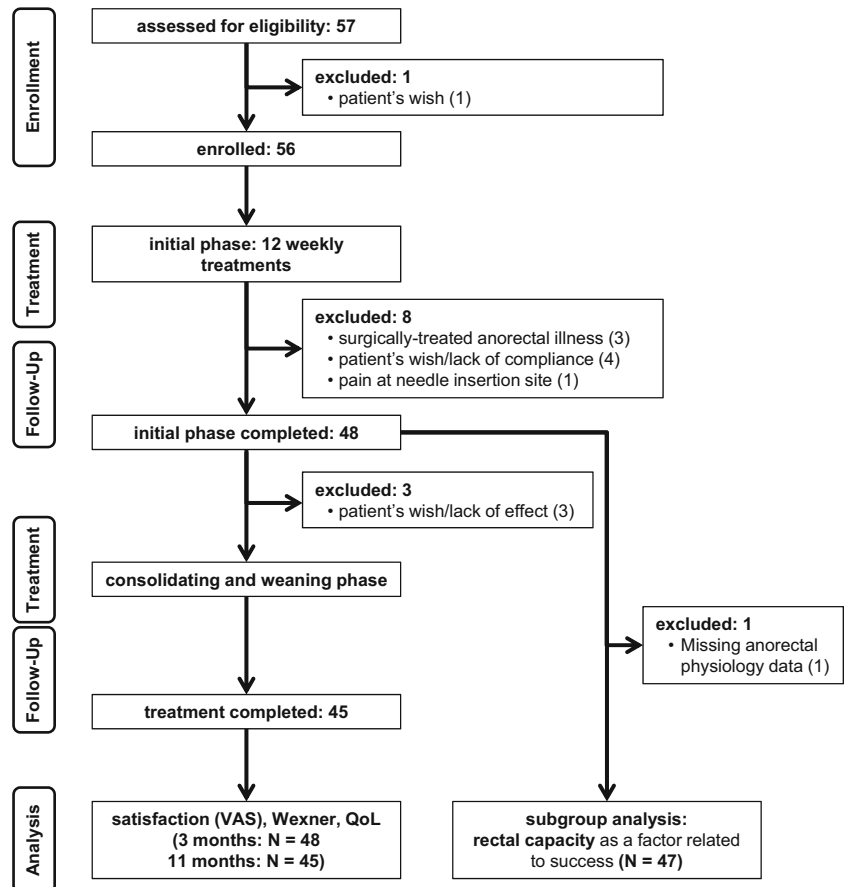 Enrollment
assessed for eligibility: 57
excluded: 1
• patient's wish (1)
enrolled: 56
Treatment
initial phase: 12 weekly
treatments
excluded: 8
• surgically-treated anorectal illness (3)
• patient's wish/lack of compliance (4)
• pain at needle insertion site (1)
Follow-Up
initial phase completed: 48
excluded: 3
• patient's wish/lack of effect (3)
Treatment
consolidating and weaning phase
excluded: 1
• Missing anorectal
physiology data (1)
Follow-Up
treatment completed: 45
Analysis
satisfaction (VAS), Wexner, QoL
(3 months: N = 48
11 months: N = 45)
subgroup analysis:
rectal capacity as a factor related
to success (N = 47)